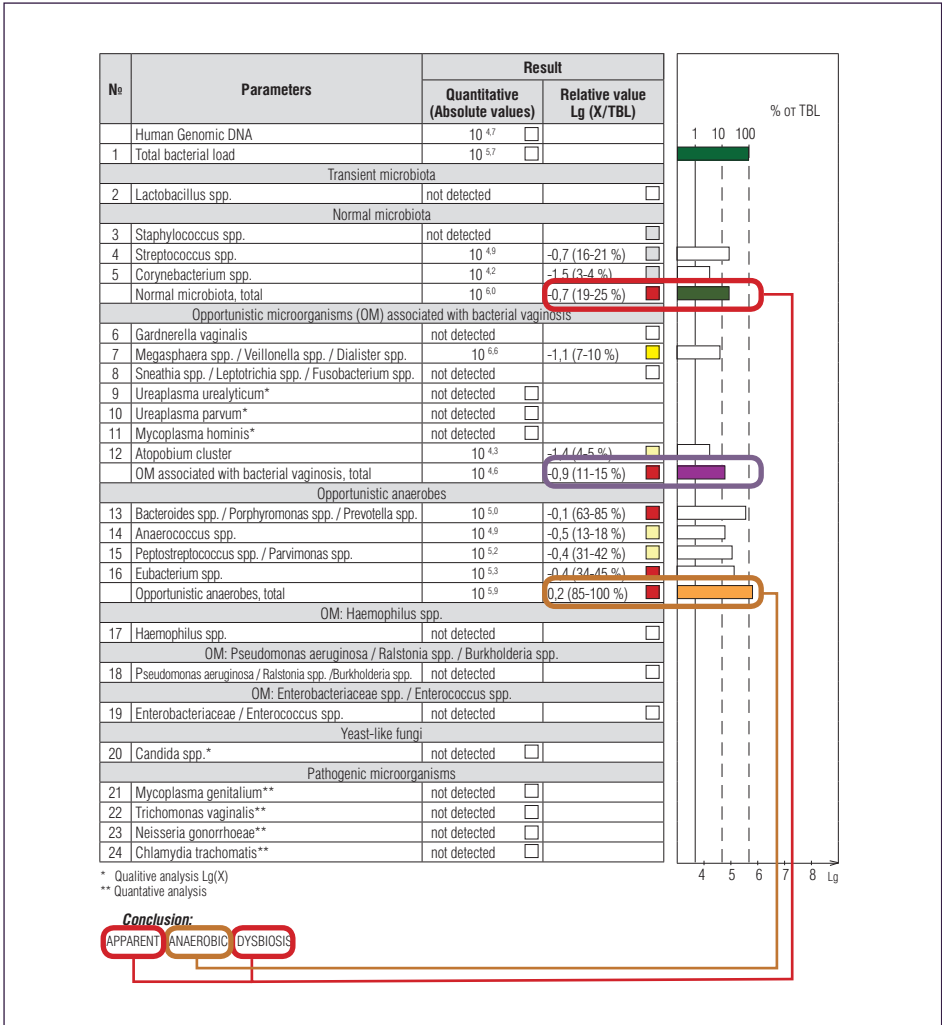 № Parameters Result
Quantitative (Absolute values) Relative value Lg (X/TBL)
% от TBL
Human Genomic DNA 10 4,7
1 10 100
1 Total bacterial load 10 5,7
Transient microbiota
2 Lactobacillus spp. not detected
Normal microbiota
3 Staphylococcus spp. not detected
4 Streptococcus spp. 10 4,9 -0,7 (16-21 %)
5 Corynebacterium spp. 10 4,2 -1,5 (3-4 %)
Normal microbiota, total 10 6,0 -0,7 (19-25 %)
Opportunistic microorganisms (OM) associated with bacterial vaginosis
6 Gardnerella vaginalis not detected
7 Megasphaera spp. / Veillonella spp. / Dialister spp. 10 6,6 -1,1 (7-10 %)
8 Sneathia spp. / Leptotrichia spp. / Fusobacterium spp. not detected
9 Ureaplasma urealyticum* not detected
10 Ureaplasma parvum* not detected
11 Mycoplasma hominis* not detected
12 Atopobium cluster 10 4,3 -1,4 (4-5 %)
OM associated with bacterial vaginosis, total 10 4,6 -0,9 (11-15 %)
Opportunistic anaerobes
13 Bacteroides spp. / Porphyromonas spp. / Prevotella spp. 10 5,0 -0,1 (63-85 %)
14 Anaerococcus spp. 10 4,9 -0,5 (13-18 %)
15 Peptostreptococcus spp. / Parvimonas spp. 10 5,2 -0,4 (31-42 %)
16 Eubacterium spp. 10 5,3 -0,4 (34-45 %)
Opportunistic anaerobes, total 10 5,9 0,2 (85-100 %)
OM: Haemophilus spp.
17 Haemophilus spp. not detected
OM: Pseudomonas aeruginosa / Ralstonia spp. / Burkholderia spp.
18 Pseudomonas aeruginosa / Ralstonia spp. /Burkholderia spp. not detected
OM: Enterobacteriaceae spp. / Enterococcus spp.
19 Enterobacteriaceae / Enterococcus spp. not detected
Yeast-like fungi
20 Candida spp.* not detected
Pathogenic microorganisms
21 Mycoplasma genitalium** not detected
22 Trichomonas vaginalis** not detected
23 Neisseria gonorrhoeae** not detected
24 Chlamydia trachomatis** not detected
4 5 6 7 8 Lg
* Qualitive analysis Lg(X)
** Quantative analysis
Conclusion:
APPARENT ANAEROBIC DYSBIOSIS